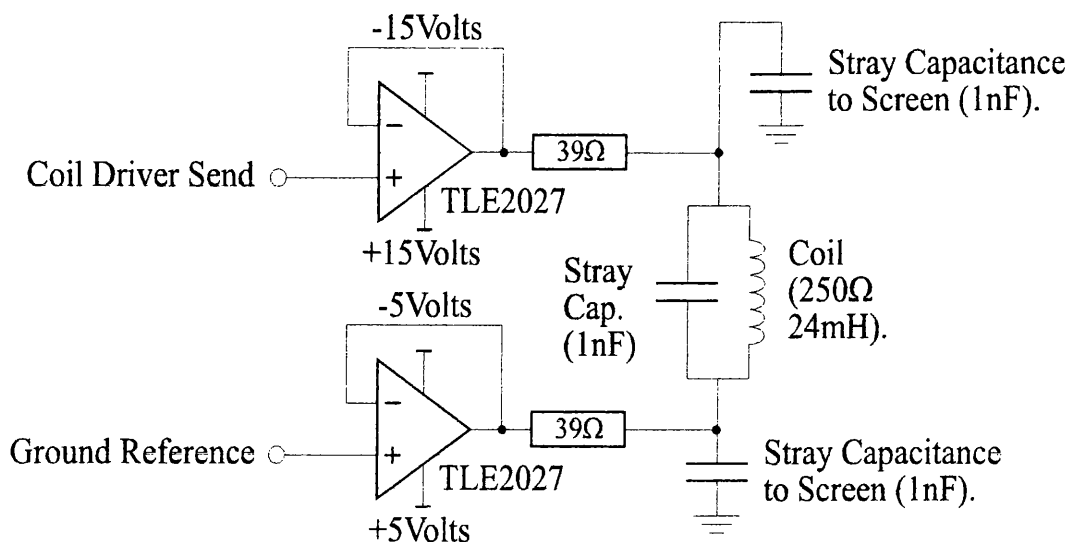 -15Volts
Stray Capacitance
to Screen (1nF).
−
39Ω
Coil Driver Send
+
TLE2027
+15Volts
Stray
Cap.
(1nF)
Coil
(250Ω
24mH).
-5Volts
−
39Ω
Ground Reference
+
TLE2027
Stray Capacitance
to Screen (1nF).
+5Volts